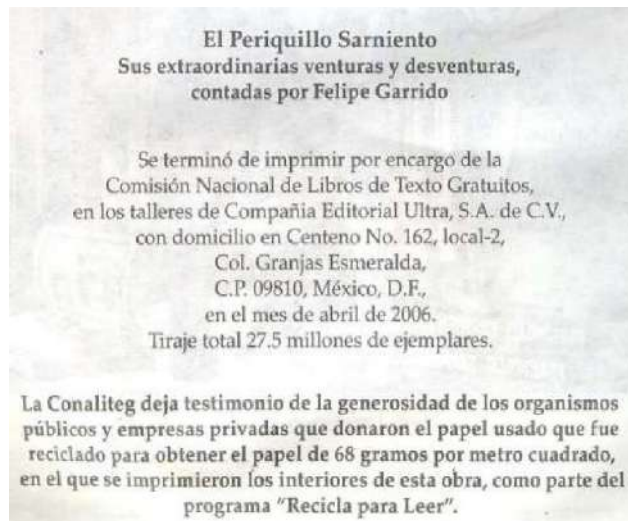 El Periquillo Sarniento
Sus extraordinarias venturas y desventuras,
contadas por Felipe Garrido
Se terminó de imprimir por encargo de la
Comisión Nacional de Libros de Texto Gratuitos,
en los talleres de Compañia Editorial Ultra, S.A. de C.V.,
con domicilio en Centeno No. 162, local-2,
Col. Granjas Esmeralda,
C.P. 09810, México, D.F.,
en el mes de abril de 2006.
Tiraje total 27.5 millones de ejemplares.
La Conaliteg deja testimonio de la generosidad de los organismos
públicos y empresas privadas que donaron el papel usado que fue
reciclado para obtener el papel de 68 gramos por metro cuadrado,
en el que se imprimieron los interiores de esta obra, como parte del
programa "Recicla para Leer".